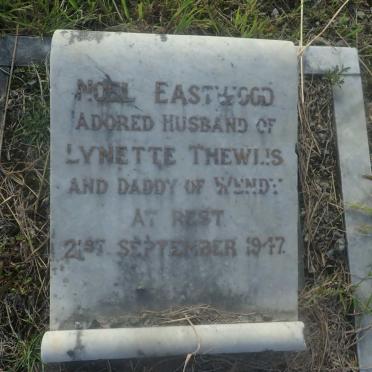 NOEL EASTWOOD
ADORED HUSBAND OF
LYNETTE THEWLIS
AND DADDY OF WENDY
AT REST
21ST SEPTEMBER 1947.